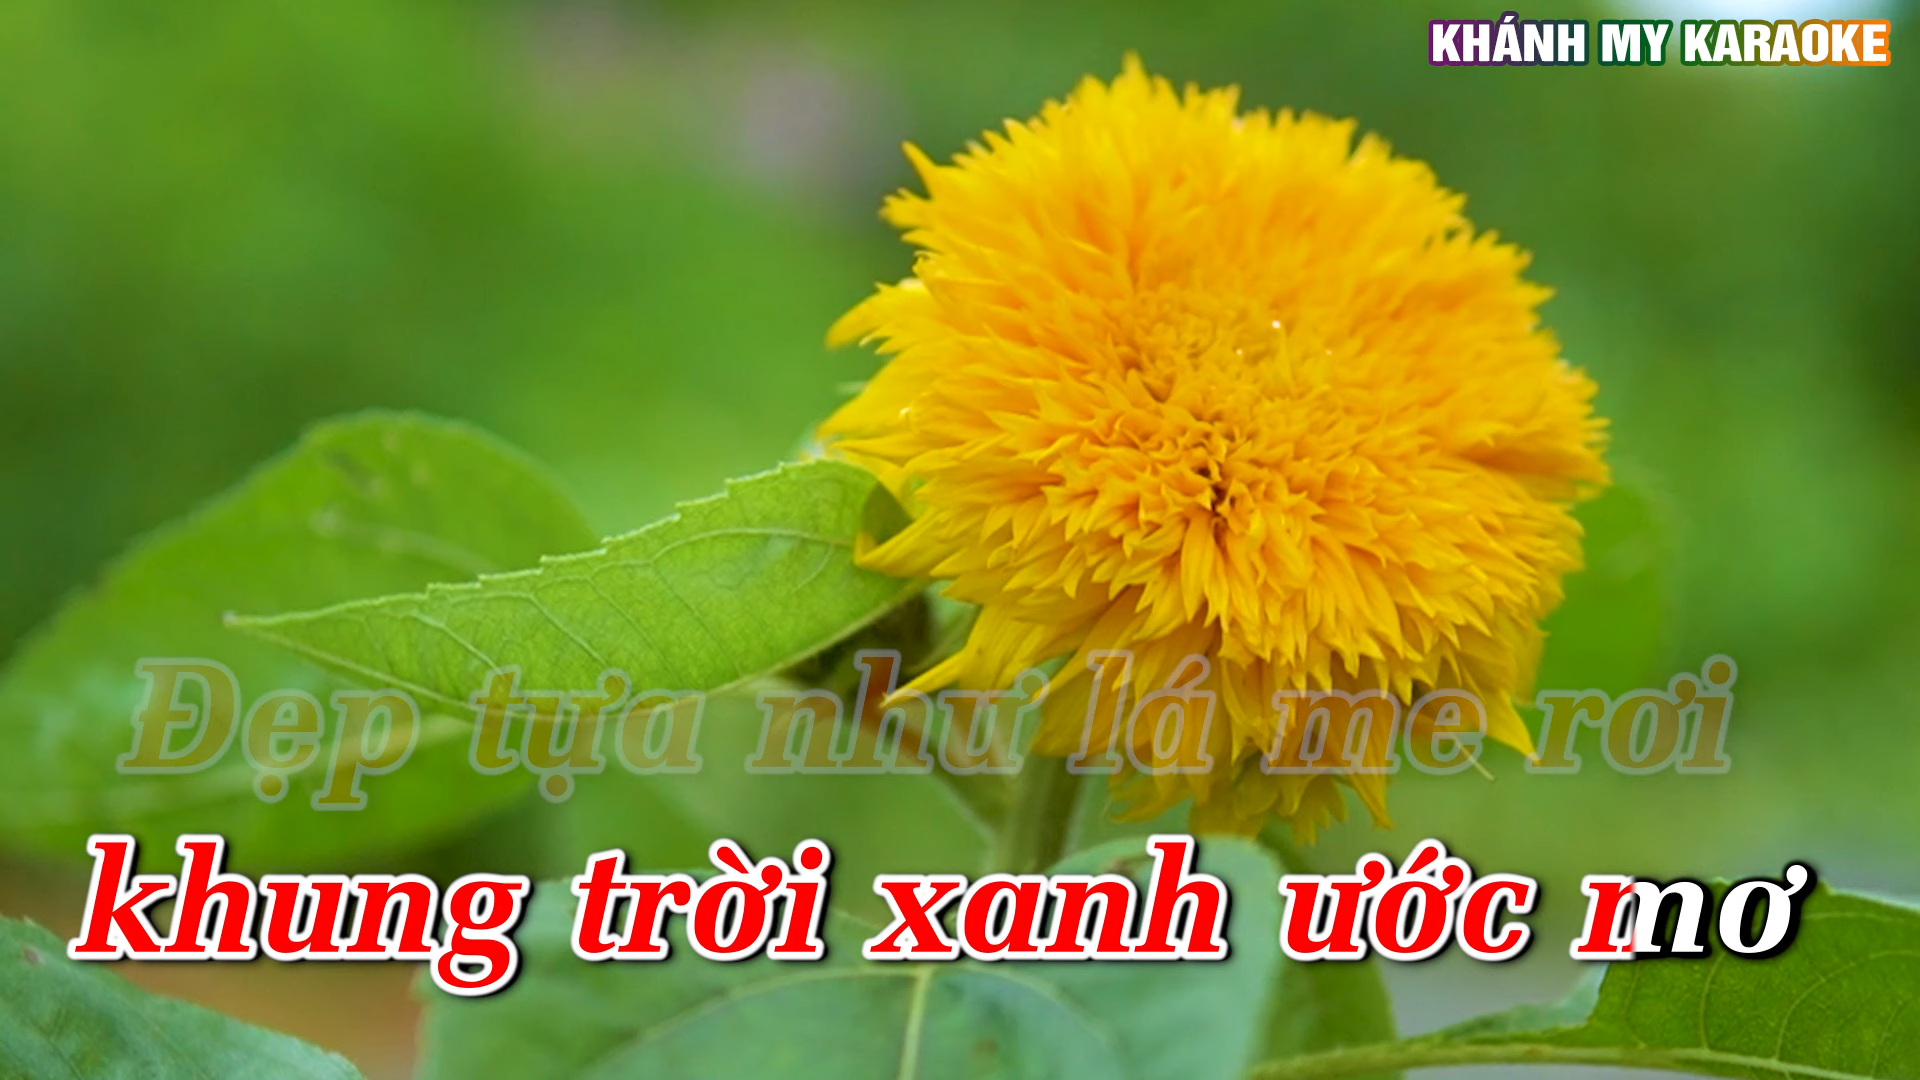 KHÁNH MY KARAOKE
Đẹp tựa như lá me rơi
khung trời xanh ước mơ